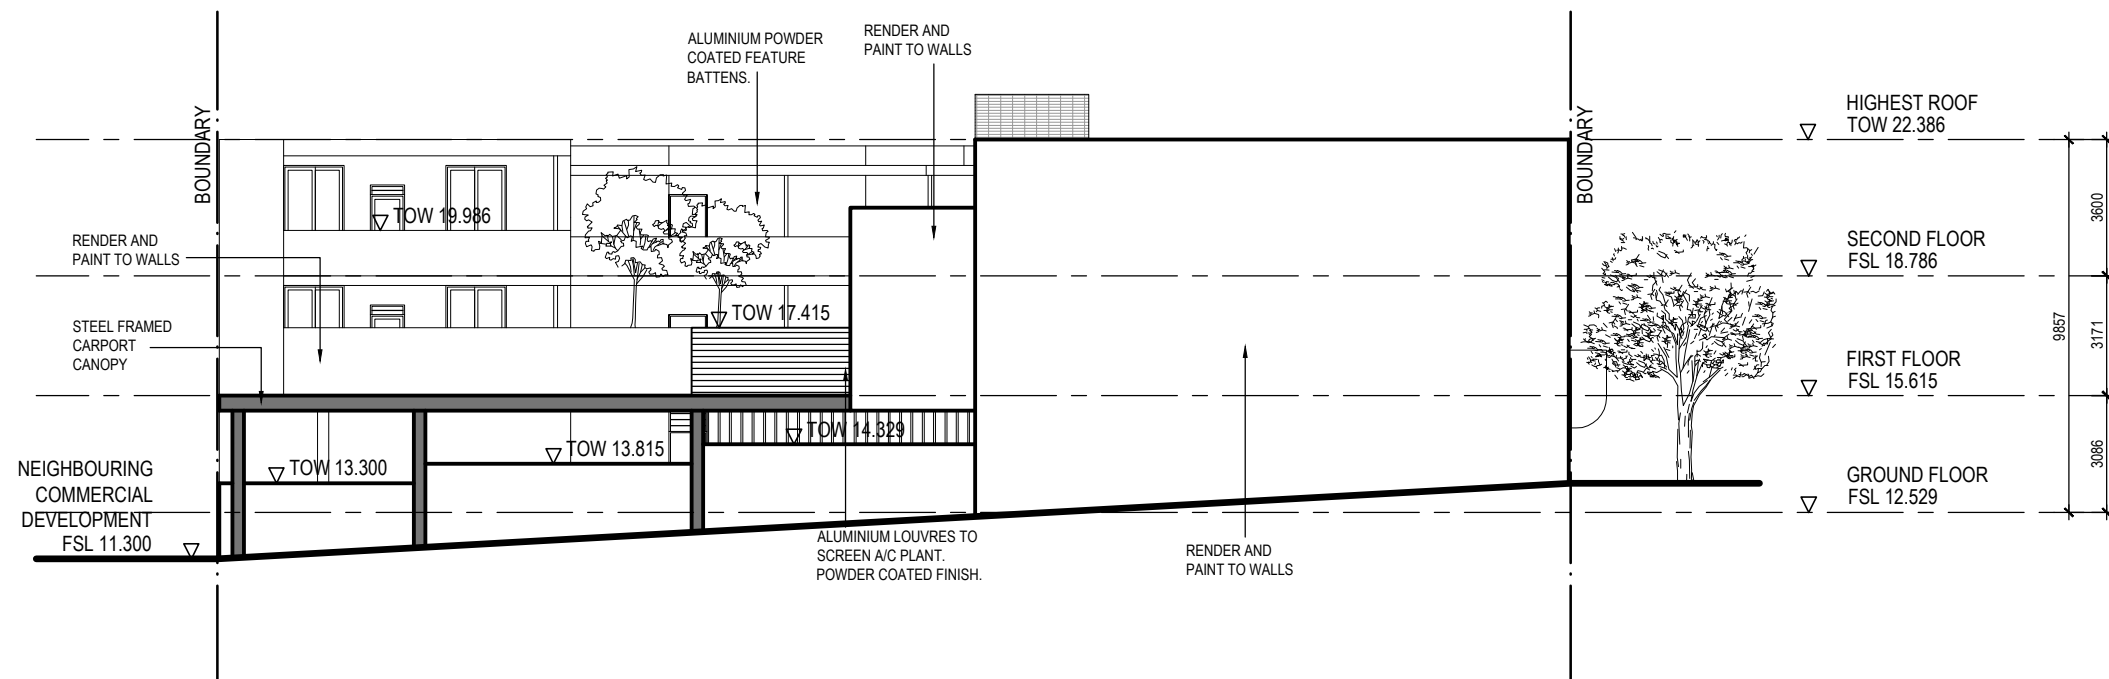 ALUMINIUM POWDER
COATED FEATURE
BATTENS.
RENDER AND
PAINT TO WALLS
BOUNDARY
BOUNDARY
HIGHEST ROOF
TOW 22.386
TOW 19.986
3600
RENDER AND
PAINT TO WALLS
SECOND FLOOR
FSL 18.786
TOW 17.415
STEEL FRAMED
CARPORT
CANOPY
9857
3171
FIRST FLOOR
FSL 15.615
TOW 14.329
TOW 13.815
TOW 13.300
3086
NEIGHBOURING
COMMERCIAL
DEVELOPMENT
FSL 11.300
GROUND FLOOR
FSL 12.529
ALUMINIUM LOUVRES TO
SCREEN A/C PLANT.
POWDER COATED FINISH.
RENDER AND
PAINT TO WALLS